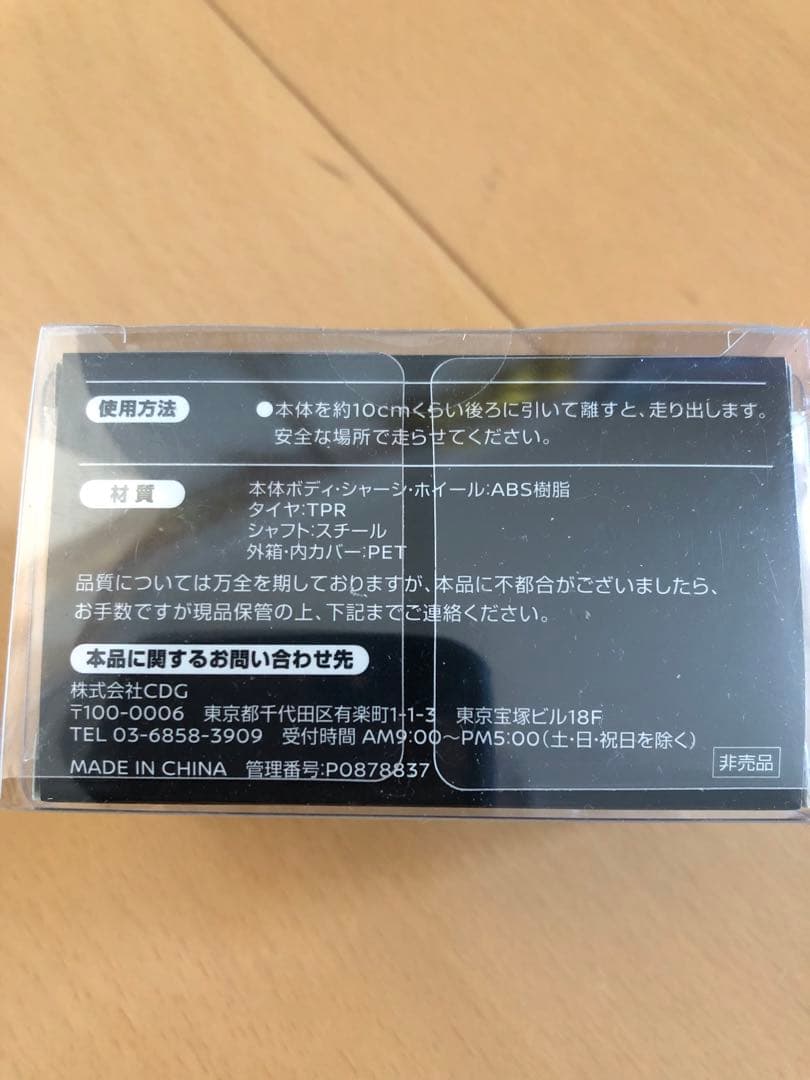 使用方法 ●本体を約10cmくらい後ろに引いて離すと、走り出します。
安全な場所で走らせてください。
材質 本体ボディ・シャーシ・ホイール:ABS樹脂
タイヤ:TPR
シャフト:スチール
外箱・内カバー:PET
品質については万全を期しておりますが、本品に不都合がございましたら、
お手数ですが現品保管の上、下記までご連絡ください。
本品に関するお問い合わせ先
株式会社CDG
〒100-0006 東京都千代田区有楽町1-1-3 東京宝塚ビル18F
TEL 03-6858-3909 受付時間 AM9:00〜PM5:00(土・日・祝日を除く)
MADE IN CHINA 管理番号:P0878837 非売品